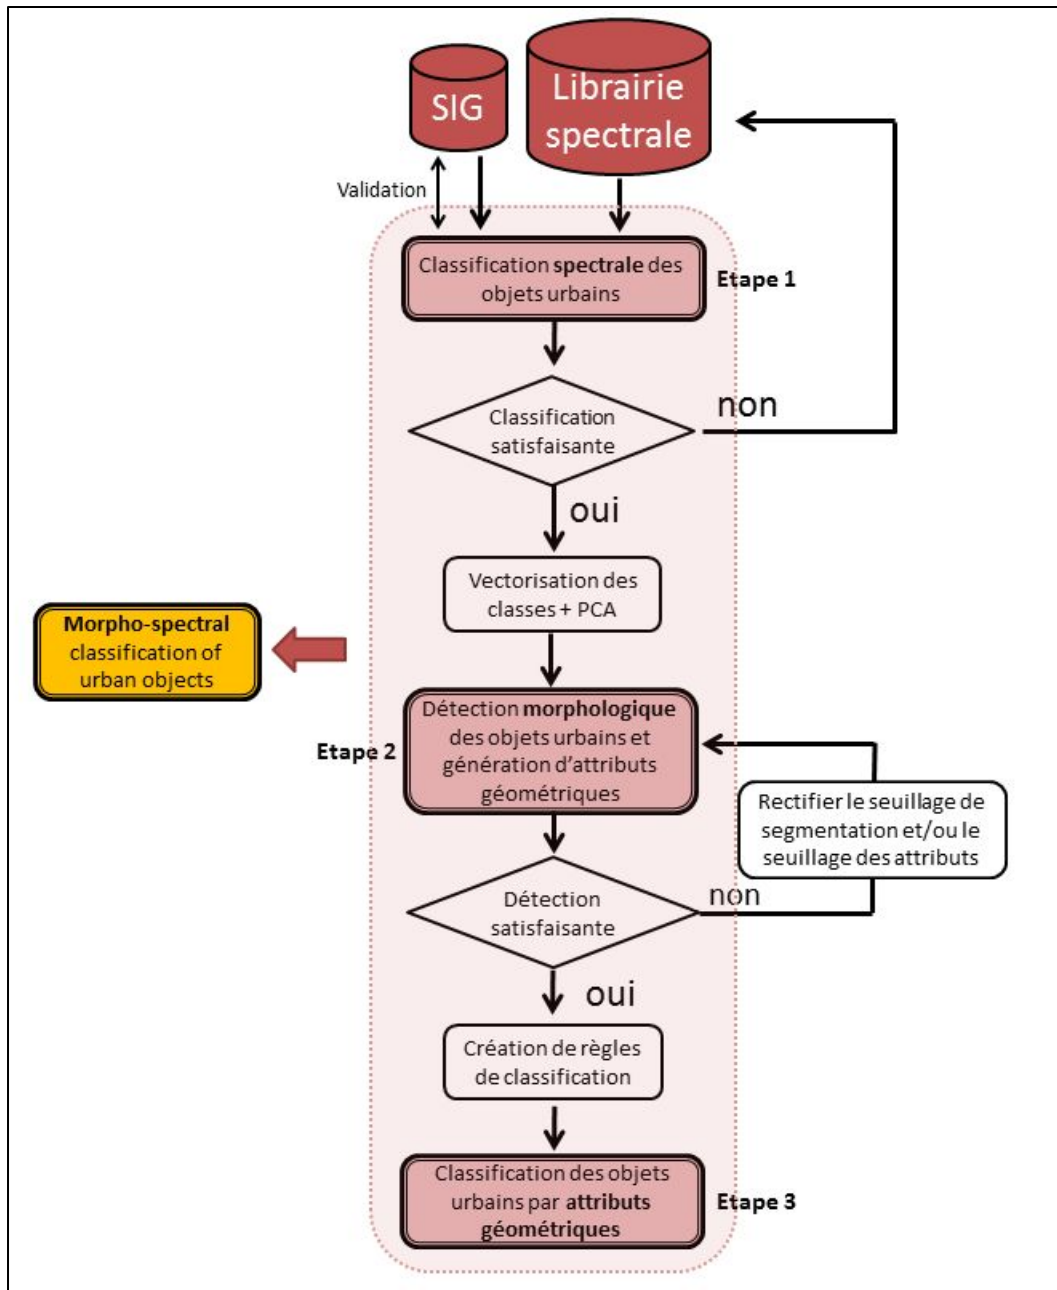 SIG
Librairie
spectrale
Validation
Classification spectrale des
objets urbains
Etape 1
Classification
satisfaisante
non
oui
Vectorisation des
classes + PCA
Morpho-spectral
classification of
urban objects
Détection morphologique
des objets urbains et
génération d'attributs
géométriques
Etape 2
Rectifier le seuillage de
segmentation et/ou le
seuillage des attributs
Détection
satisfaisante
non
oui
Création de règles
de classification
Classification des objets
urbains par attributs
géométriques
Etape 3